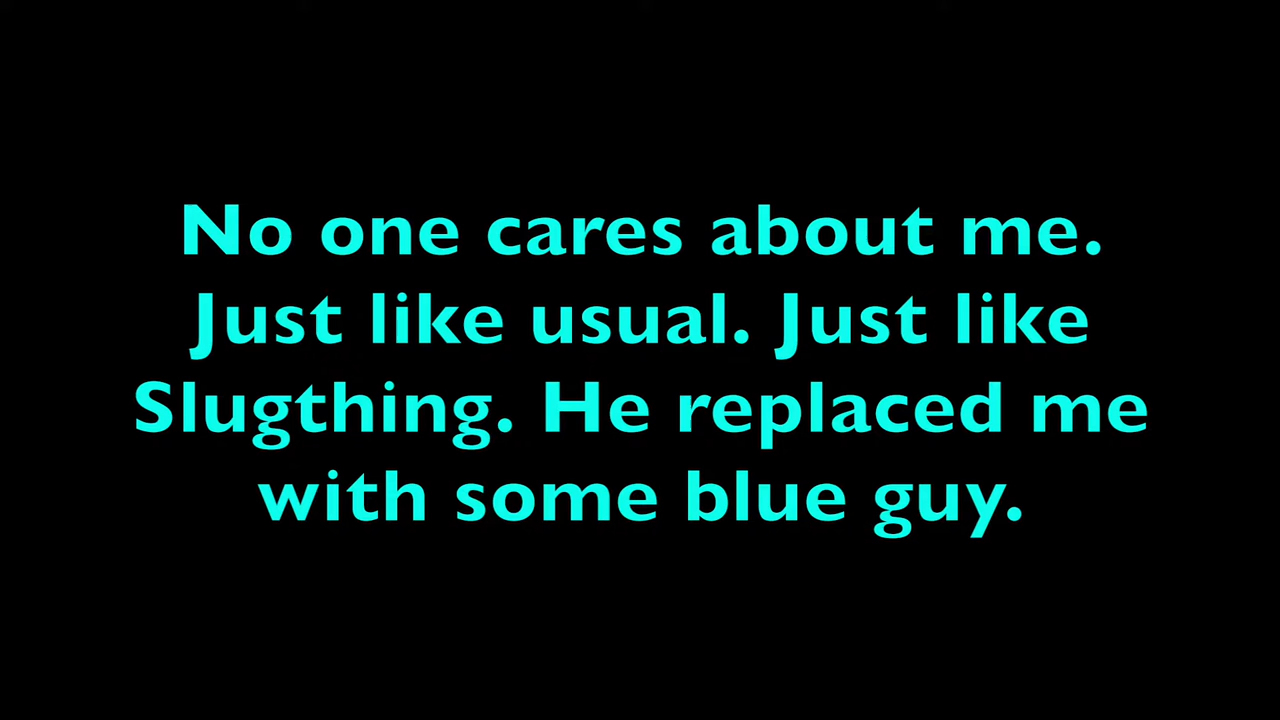 No one cares about me.
Just like usual. Just like
Slugthing. He replaced me
with some blue guy.